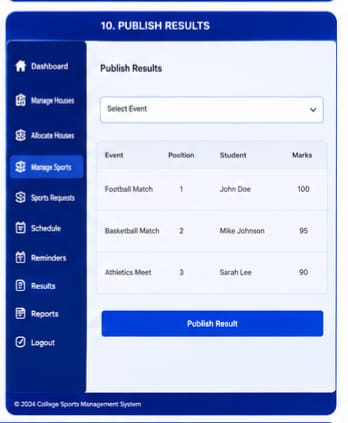 10. PUBLISH RESULTS
Dashboard
Manage Houses
Allocate Houses
Manage Sports
Sports Requests
Schedule
Reminders
Results
Reports
Logout
Publish Results
Select Event
Event Position Student Marks
Football Match 1 John Doe 100
Basketball Match 2 Mike Johnson 95
Athletics Meet 3 Sarah Lee 90
Publish Result
© 2034 College Sports Management System